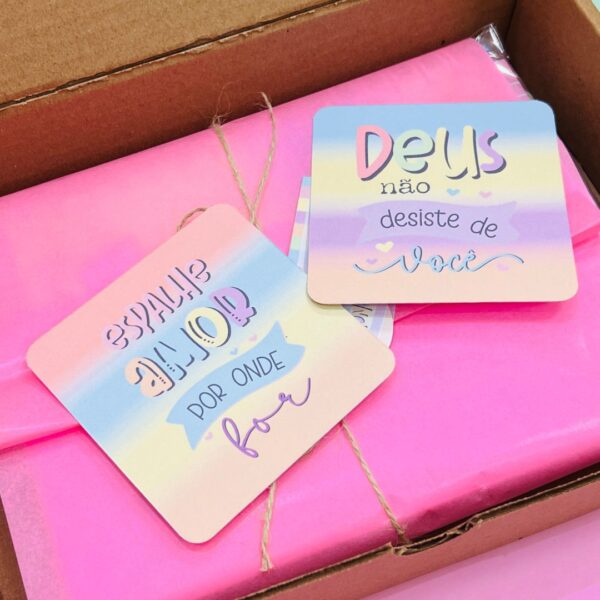 Deus
não
desiste de
você
espalhe
AMOR
POR ONDE
for